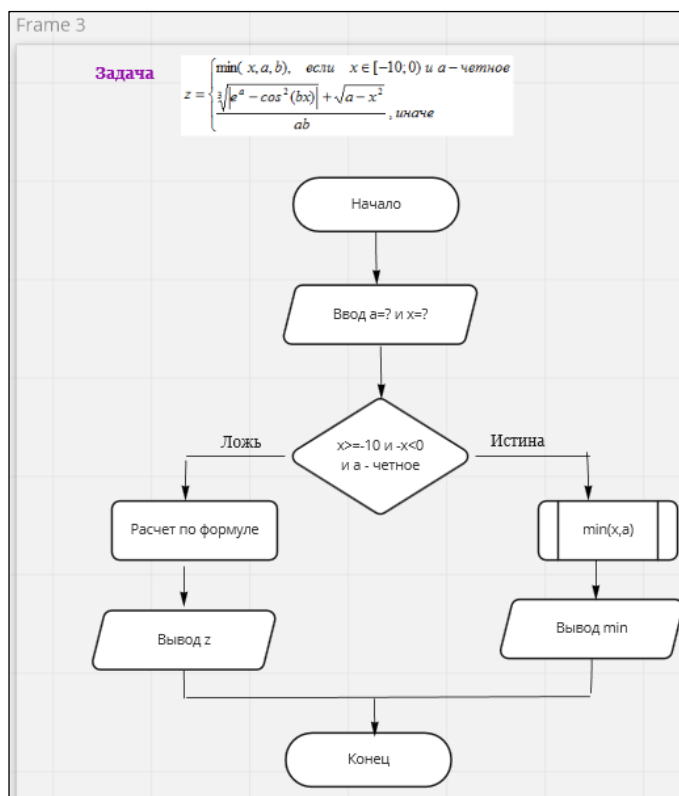 Frame 3
Задача
z = { min( x, a, b), если x ∈ [−10; 0) и a − четное
∛|e^a − cos²(bx)| + √(a − x²) / ab , иначе
Начало
Ввод a=? и x=?
x>=-10 и -x<0
и a - четное
Ложь
Истина
Расчет по формуле
min(x,a)
Вывод z
Вывод min
Конец